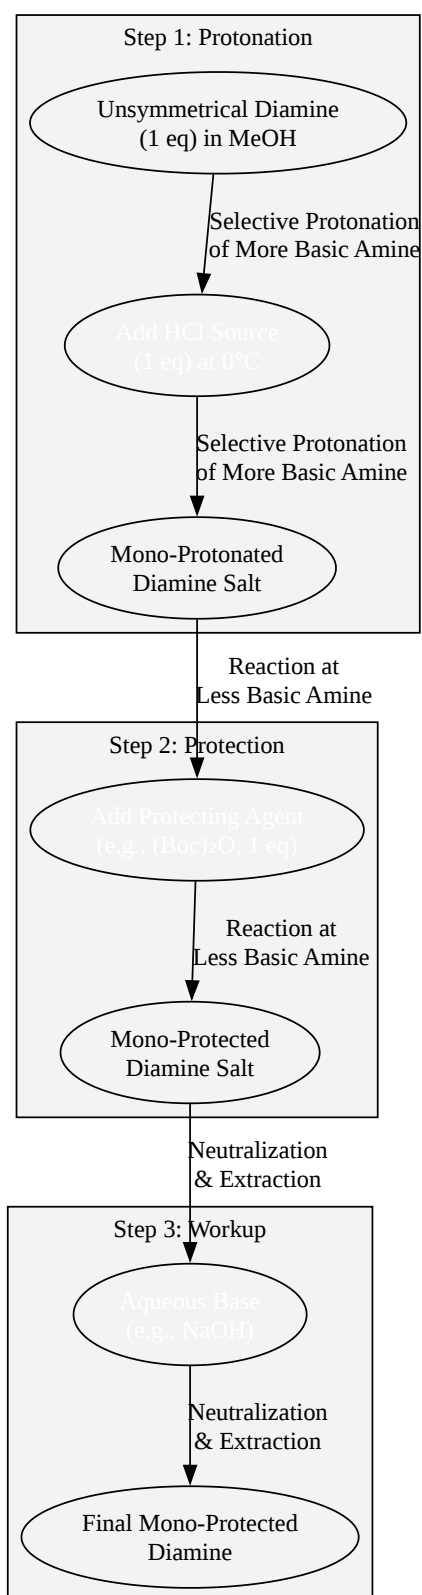 Step 1: Protonation
Unsymmetrical Diamine
(1 eq) in MeOH
Selective Protonation
of More Basic Amine
Add HCl Source
(1 eq) at 0°C
Selective Protonation
of More Basic Amine
Mono-Protonated
Diamine Salt
Reaction at
Less Basic Amine
Step 2: Protection
Add Protecting Agent
(e.g., (Boc)₂O, 1 eq)
Reaction at
Less Basic Amine
Mono-Protected
Diamine Salt
Neutralization
& Extraction
Step 3: Workup
Aqueous Base
(e.g., NaOH)
Neutralization
& Extraction
Final Mono-Protected
Diamine